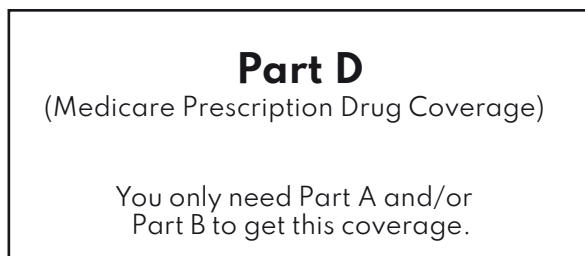 Part D
(Medicare Prescription Drug Coverage)
You only need Part A and/or
Part B to get this coverage.